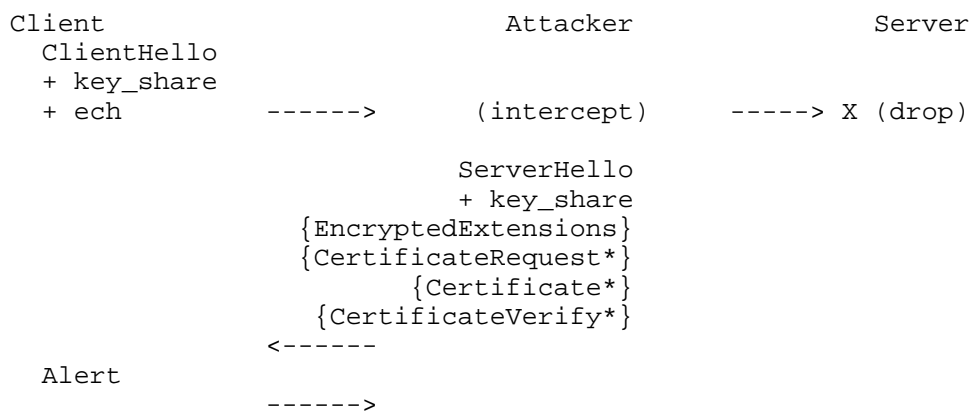 Client                         Attacker               Server
  ClientHello
  + key_share
  + ech         ------>      (intercept)     -----> X (drop)

                             ServerHello
                             + key_share
                   {EncryptedExtensions}
                   {CertificateRequest*}
                          {Certificate*}
                    {CertificateVerify*}
                <------
  Alert
                ------>